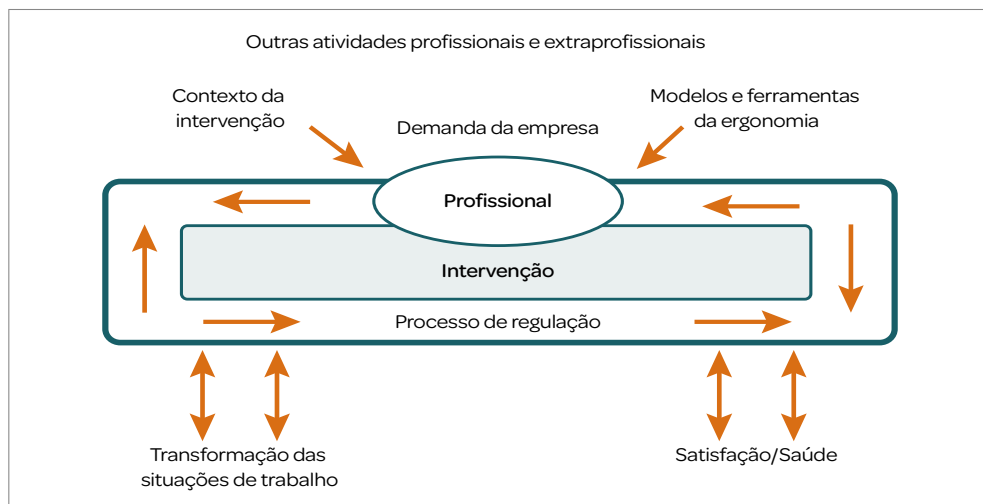 Outras atividades profissionais e extraprofissionais
Contexto da
intervenção
Demanda da empresa
Modelos e ferramentas
da ergonomia
Profissional
Intervenção
Processo de regulação
Transformação das
situações de trabalho
Satisfação/Saúde